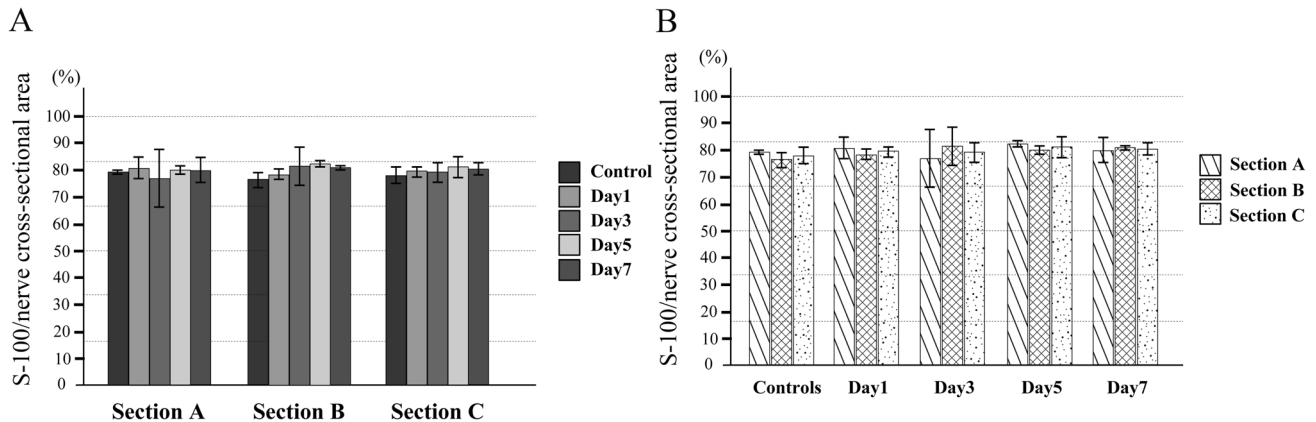 A
(%)
S-100/nerve cross-sectional area
100
90
80
70
60
50
40
30
20
10
0
Section A
Section B
Section C
Control
Day1
Day3
Day5
Day7
B
(%)
S-100/nerve cross-sectional area
100
90
80
70
60
50
40
30
20
10
0
Controls
Day1
Day3
Day5
Day7
Section A
Section B
Section C